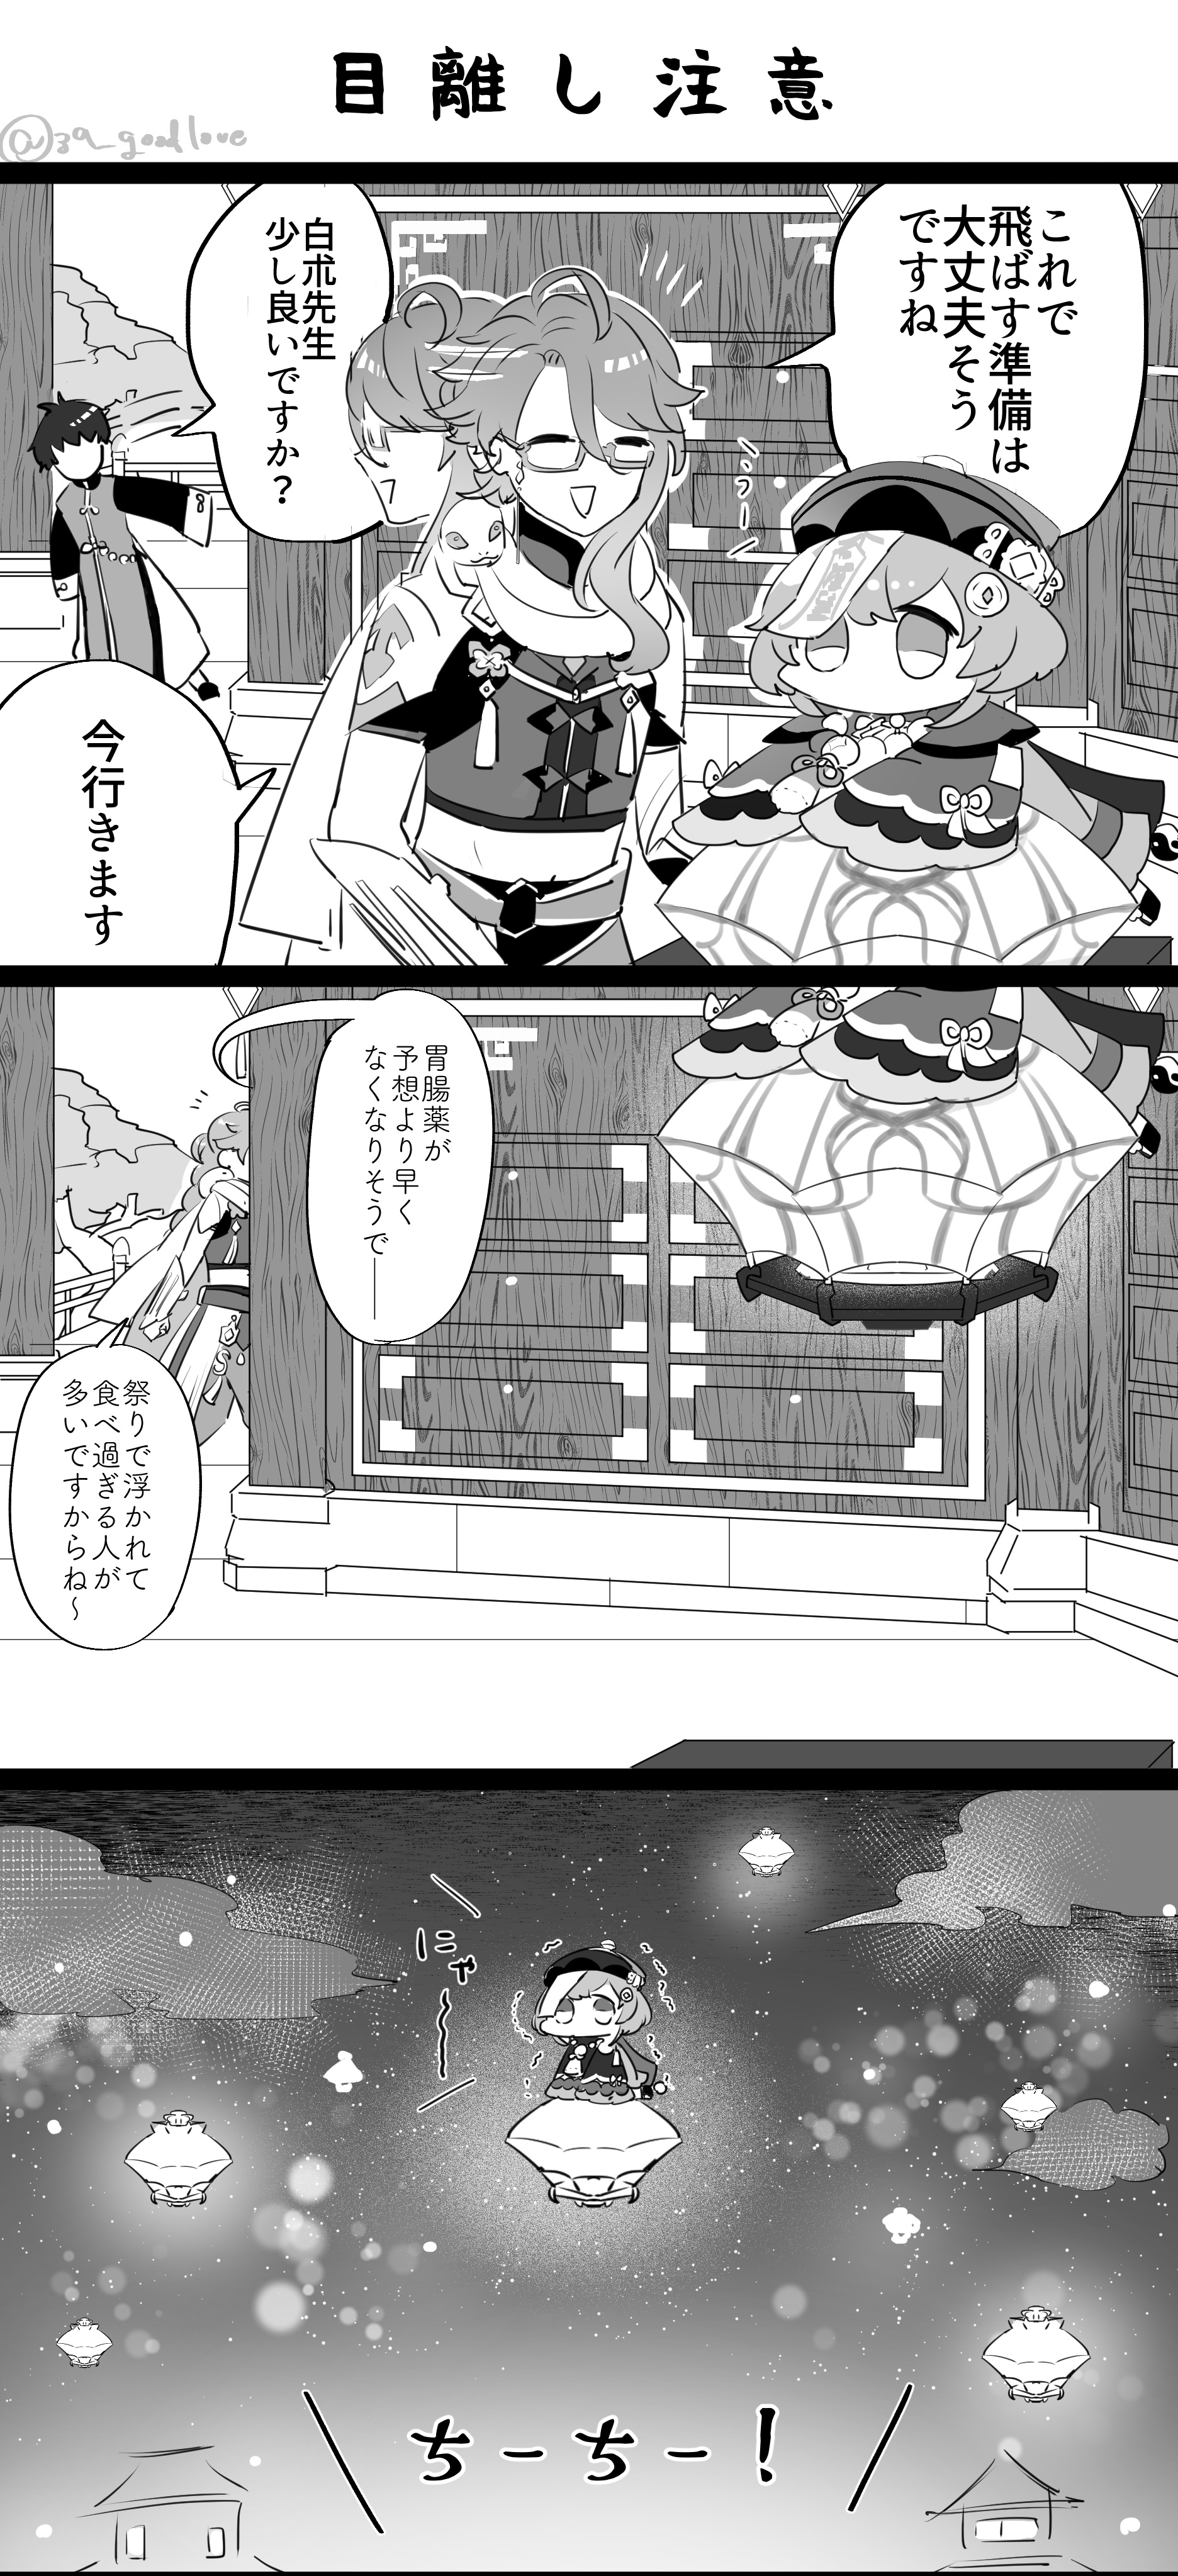 目離し注意
@39_goodlove
これで
飛ばす準備は
大丈夫そう
ですね
白朮先生
少し良いですか？
じっー
今行きます
胃腸薬が
予想より早く
なくなりそうで――
祭りで浮かれて
食べ過ぎる人が
多いですからね～
にゃ～
ちーちー！